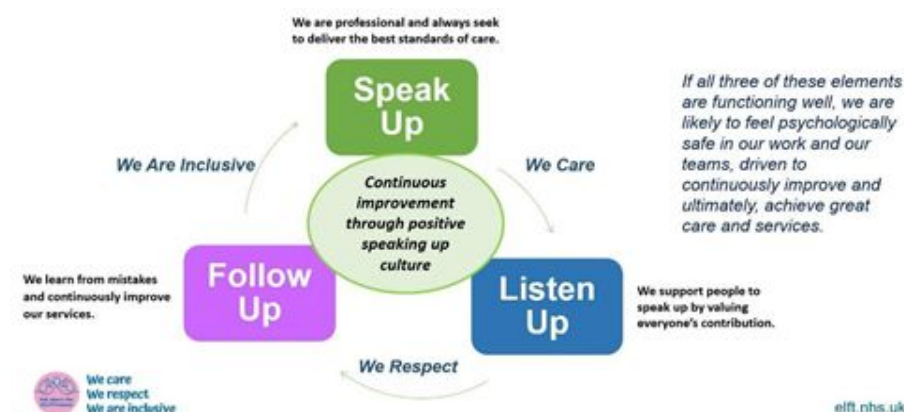 We are professional and always seek
to deliver the best standards of care.
Speak
Up
If all three of these elements
are functioning well, we are
likely to feel psychologically
safe in our work and our
teams, driven to
continuously improve and
ultimately, achieve great
care and services.
We Are Inclusive
We Care
Continuous
improvement
through positive
speaking up
culture
Follow
Up
We learn from mistakes
and continuously improve
our services.
Listen
Up
We support people to
speak up by valuing
everyone's contribution.
We Respect
We care
We respect
We are inclusive
elft.nhs.uk